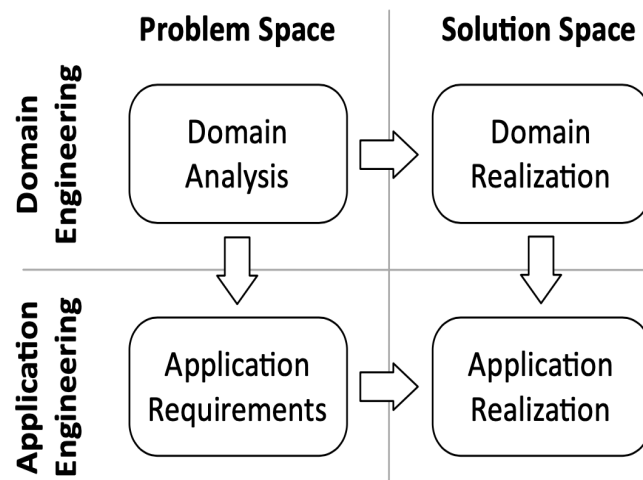 Problem Space
Solution Space
Domain
Engineering
Domain
Analysis
Domain
Realization
Application
Engineering
Application
Requirements
Application
Realization